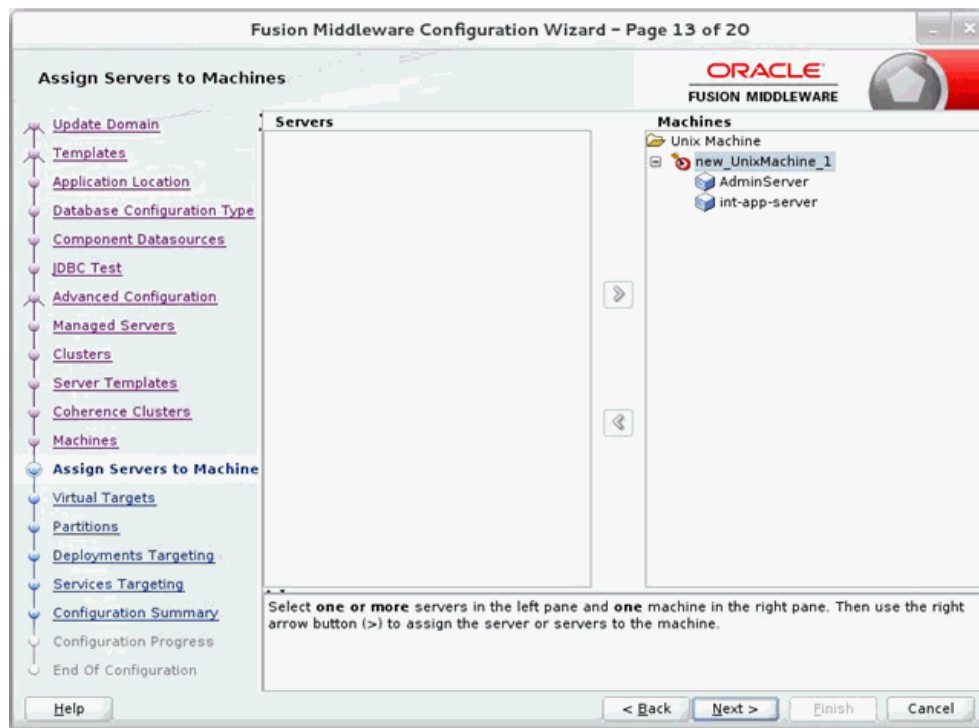 Fusion Middleware Configuration Wizard - Page 13 of 20
Assign Servers to Machines
ORACLE
FUSION MIDDLEWARE
Update Domain
Templates
Application Location
Database Configuration Type
Component Datasources
JDBC Test
Advanced Configuration
Managed Servers
Clusters
Server Templates
Coherence Clusters
Machines
Assign Servers to Machine
Virtual Targets
Partitions
Deployments Targeting
Services Targeting
Configuration Summary
Configuration Progress
End Of Configuration
Servers
Machines
Unix Machine
new_UnixMachine_1
AdminServer
int-app-server
Select one or more servers in the left pane and one machine in the right pane. Then use the right
arrow button (>) to assign the server or servers to the machine.
Help
< Back
Next >
Finish
Cancel